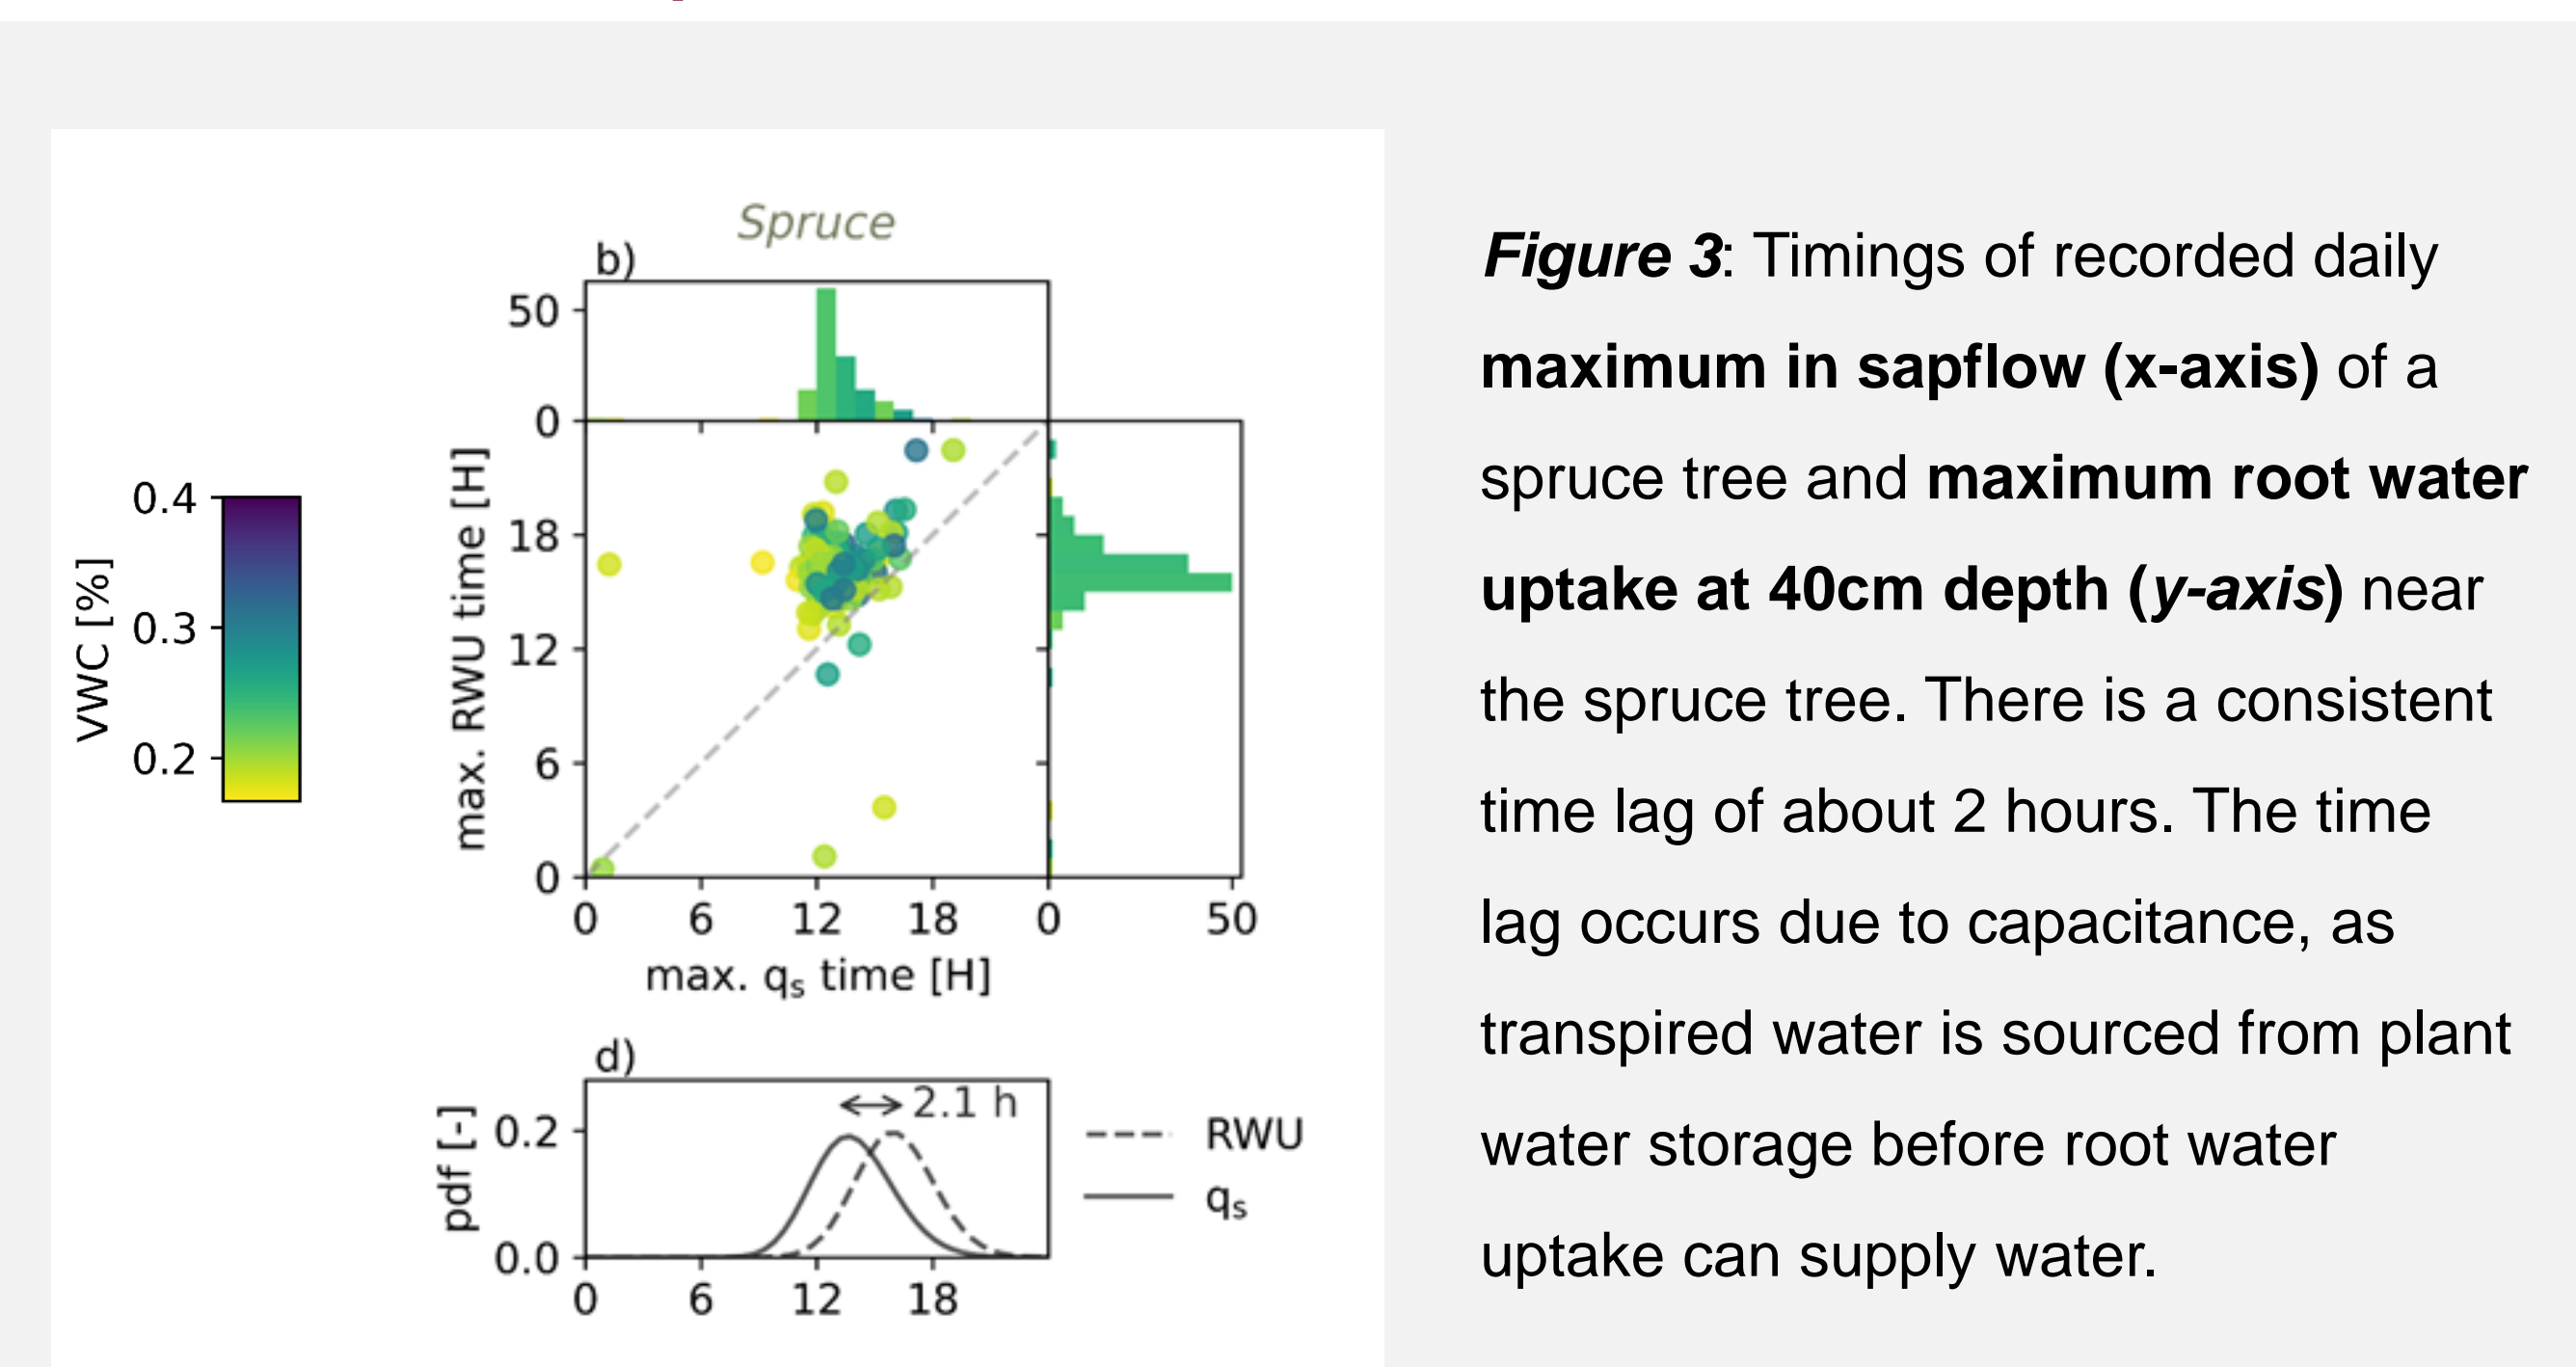 Spruce
b)
50
0
max. RWU time [H]
18
12
6
0
0 6 12 18 0 50
max. qₛ time [H]
VWC [%]
0.4
0.3
0.2
d)
2.1 h
pdf [-]
0.2
0.0
0 6 12 18
RWU
qₛ
Figure 3: Timings of recorded daily
maximum in sapflow (x-axis) of a
spruce tree and maximum root water
uptake at 40cm depth (y-axis) near
the spruce tree. There is a consistent
time lag of about 2 hours. The time
lag occurs due to capacitance, as
transpired water is sourced from plant
water storage before root water
uptake can supply water.